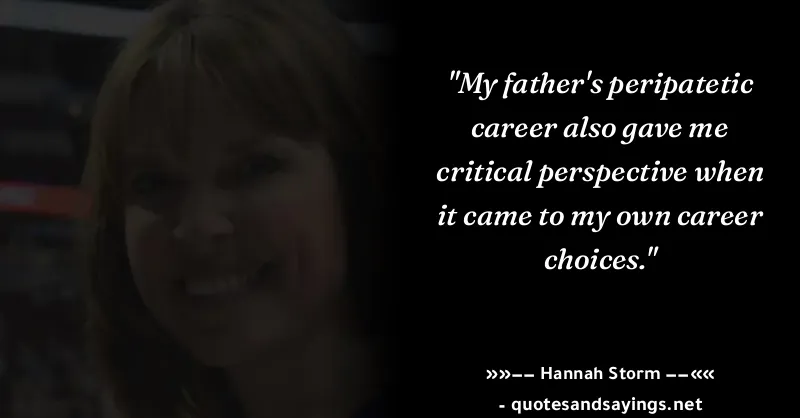 "My father's peripatetic
career also gave me
critical perspective when
it came to my own career
choices."
»»–– Hannah Storm ––««
- quotesandsayings.net